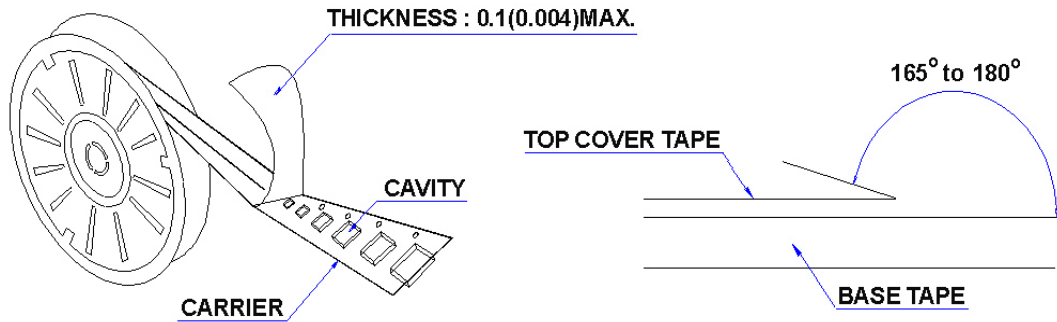 THICKNESS : 0.1(0.004)MAX.
CAVITY
CARRIER
165° to 180°
TOP COVER TAPE
BASE TAPE